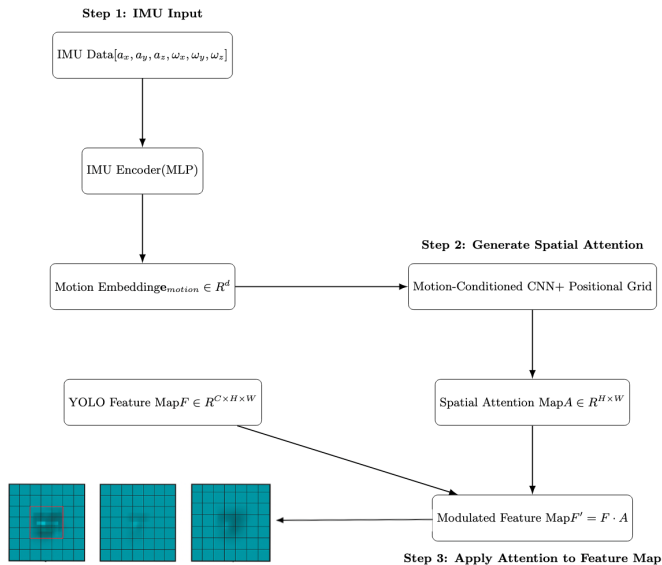 Step 1: IMU Input
IMU Data[a_x, a_y, a_z, ω_x, ω_y, ω_z]
IMU Encoder(MLP)
Step 2: Generate Spatial Attention
Motion Embedding𝐞_{motion} ∈ R^d
Motion-Conditioned CNN+ Positional Grid
YOLO Feature MapF ∈ R^{C×H×W}
Spatial Attention MapA ∈ R^{H×W}
Modulated Feature MapF′ = F · A
Step 3: Apply Attention to Feature Map